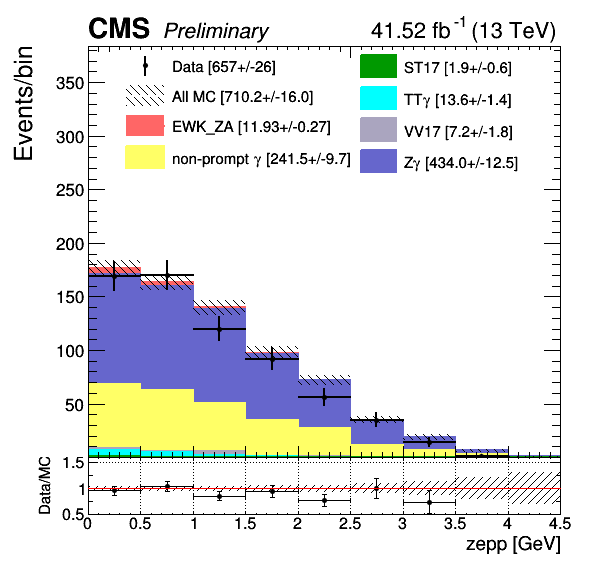 CMS Preliminary 41.52 fb⁻¹ (13 TeV)
Events/bin
350
300
250
200
150
100
50
Data [657+/-26]
All MC [710.2+/-16.0]
EWK_ZA [11.93+/-0.27]
non-prompt γ [241.5+/-9.7]
ST17 [1.9+/-0.6]
TTγ [13.6+/-1.4]
VV17 [7.2+/-1.8]
Zγ [434.0+/-12.5]
Data/MC
1.5
1
0.5
0 0.5 1 1.5 2 2.5 3 3.5 4 4.5
zepp [GeV]